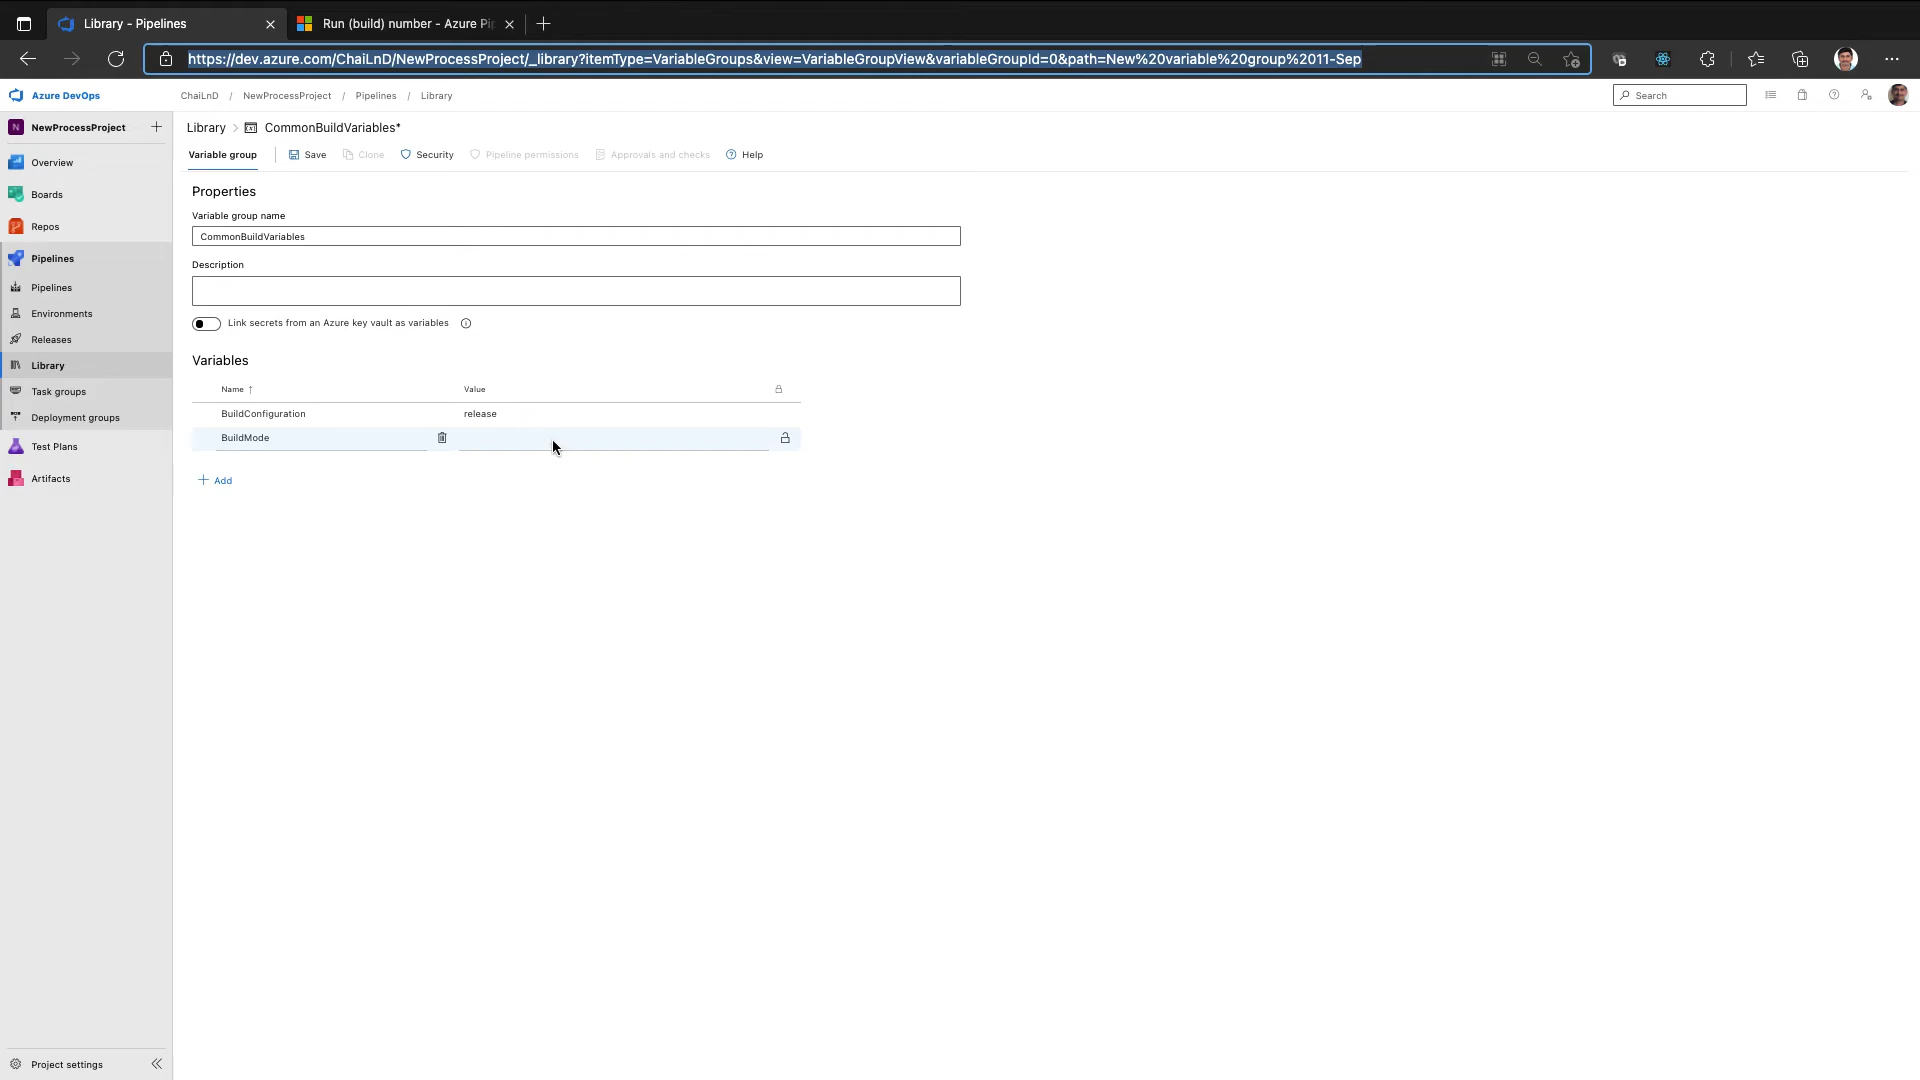 Library - Pipelines
Run (build) number - Azure Pi
https://dev.azure.com/ChaiLnD/NewProcessProject/_library?itemType=VariableGroups&view=VariableGroupView&variableGroupId=0&path=New%20variable%20group%2011-Sep
Azure DevOps
ChaiLnD / NewProcessProject / Pipelines / Library
Search
N NewProcessProject
Overview
Boards
Repos
Pipelines
Pipelines
Environments
Releases
Library
Task groups
Deployment groups
Test Plans
Artifacts
Project settings
Library > CommonBuildVariables*
Variable group | Save Clone Security Pipeline permissions Approvals and checks Help
Properties
Variable group name
CommonBuildVariables
Description
Link secrets from an Azure key vault as variables
Variables
Name ↑ Value
BuildConfiguration release
BuildMode
+ Add